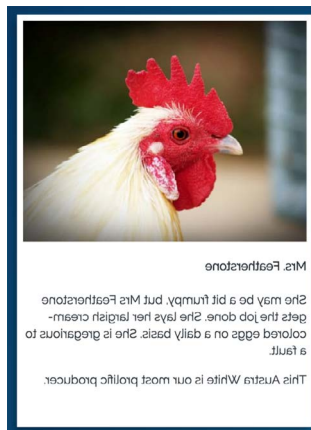 Mrs. Featherstone
She may be a bit frumpy, but Mrs Featherstone
gets the job done. She lays her largish cream-
colored eggs on a daily basis. She is gregarious to
a fault.
This Austra White is our most prolific producer.